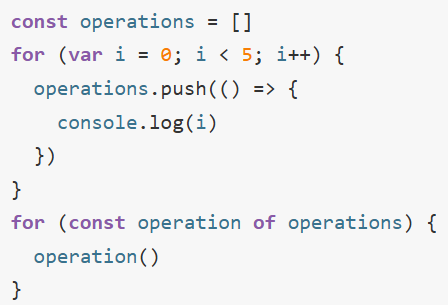 const operations = []
for (var i = 0; i < 5; i++) {
  operations.push(() => {
    console.log(i)
  })
}
for (const operation of operations) {
  operation()
}